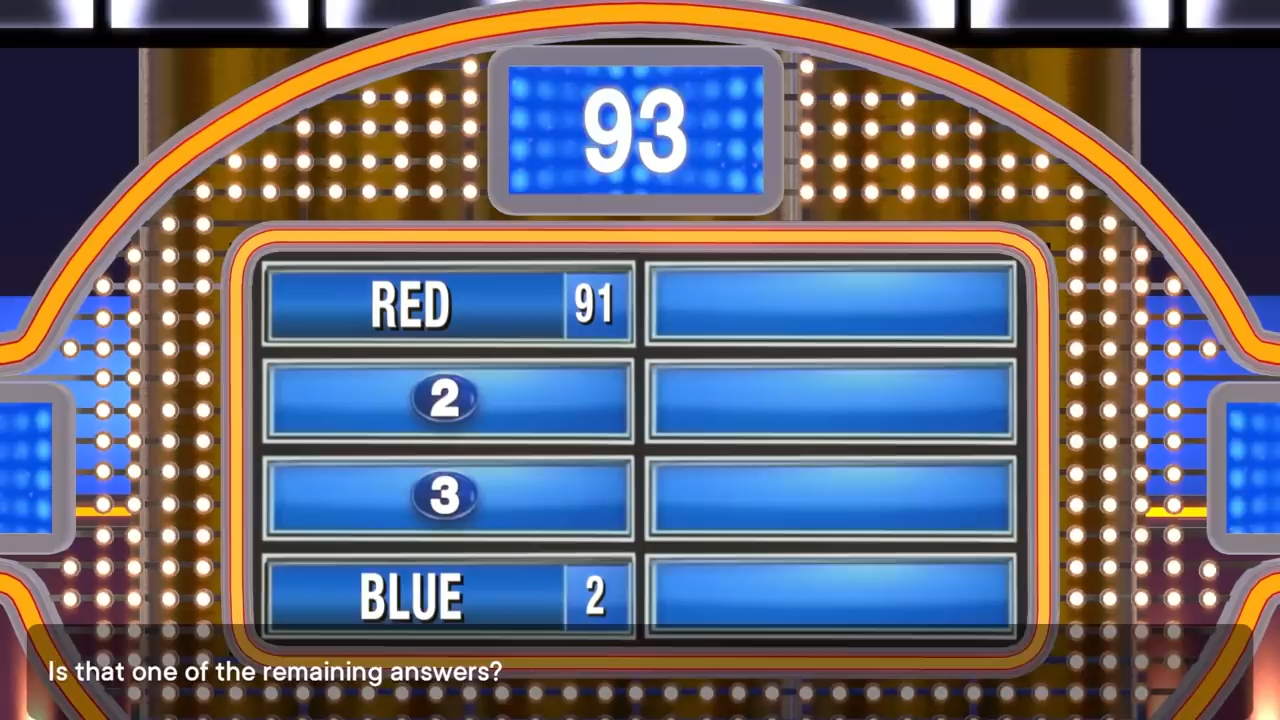 93
RED 91
2
3
BLUE 2
Is that one of the remaining answers?